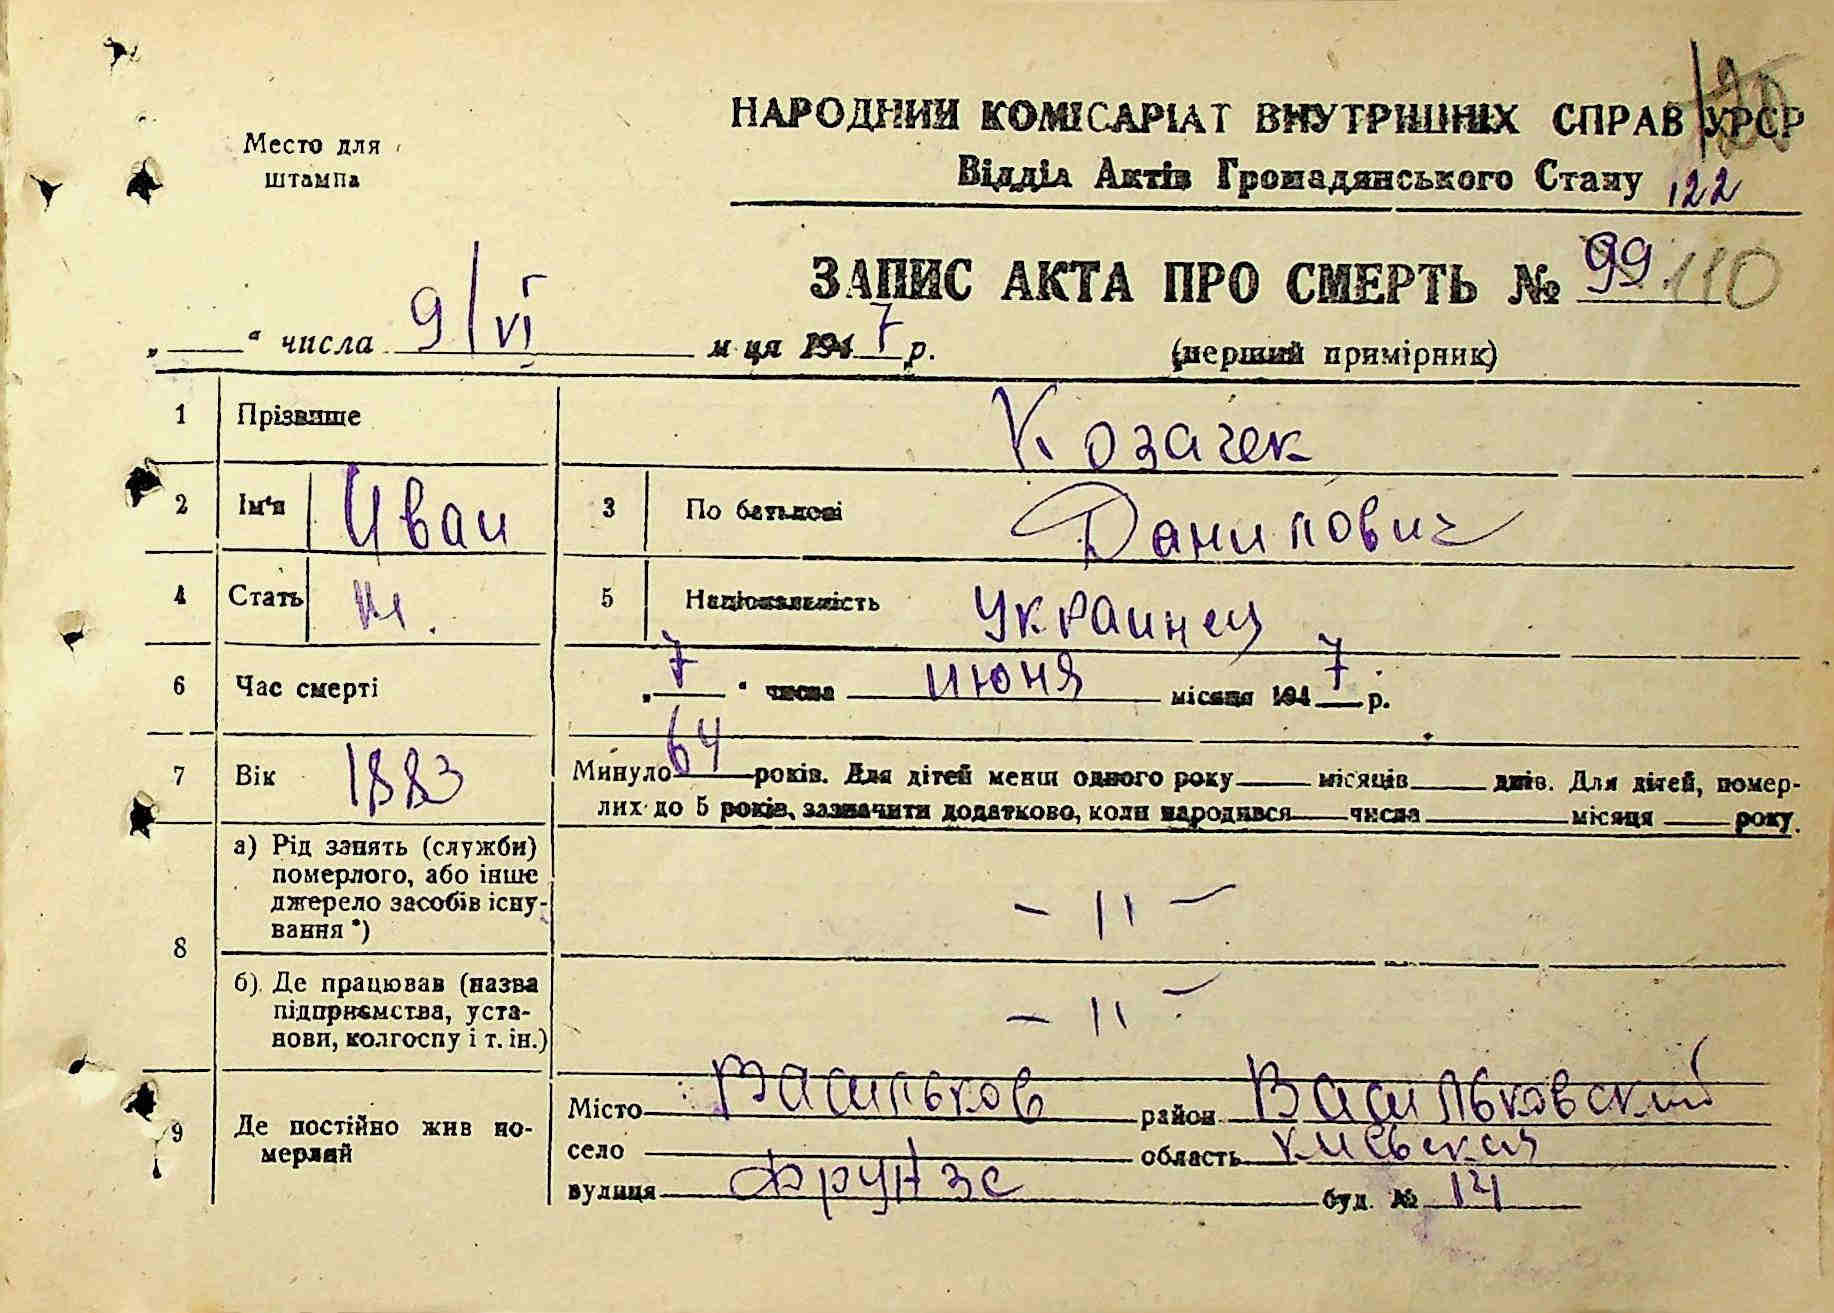 Место для
штампа
НАРОДНИЙ КОМІСАРІАТ ВНУТРІШНІХ СПРАВ УРСР
Відділ Актів Громадянського Стану 122
ЗАПИС АКТА ПРО СМЕРТЬ № 99 110
„ “ числа 9/VI м-ця 1947 р.
(перший примірник)
1 Прізвище Козачек
2 Ім'я Иван 3 По батькові Данилович
4 Стать м. 5 Національність Украинец
6 Час смерті „7“ числа июня місяця 1947 р.
7 Вік 1883 Минуло 64 років. Для дітей менш одного року місяців днів. Для дітей, помер-
лих до 5 років, зазначити додатково, коли народився числа місяця року.
8 а) Рід занять (служби)
померлого, або інше
джерело засобів існу-
вання *)
– 11 –
б) Де працював (назва
підприємства, уста-
нови, колгоспу і т. ін.)
– 11 –
9 Де постійно жив по-
мерлий
Місто Васильков район Васильковский
село область Киевская
вулиця Фрунзе буд. № 14